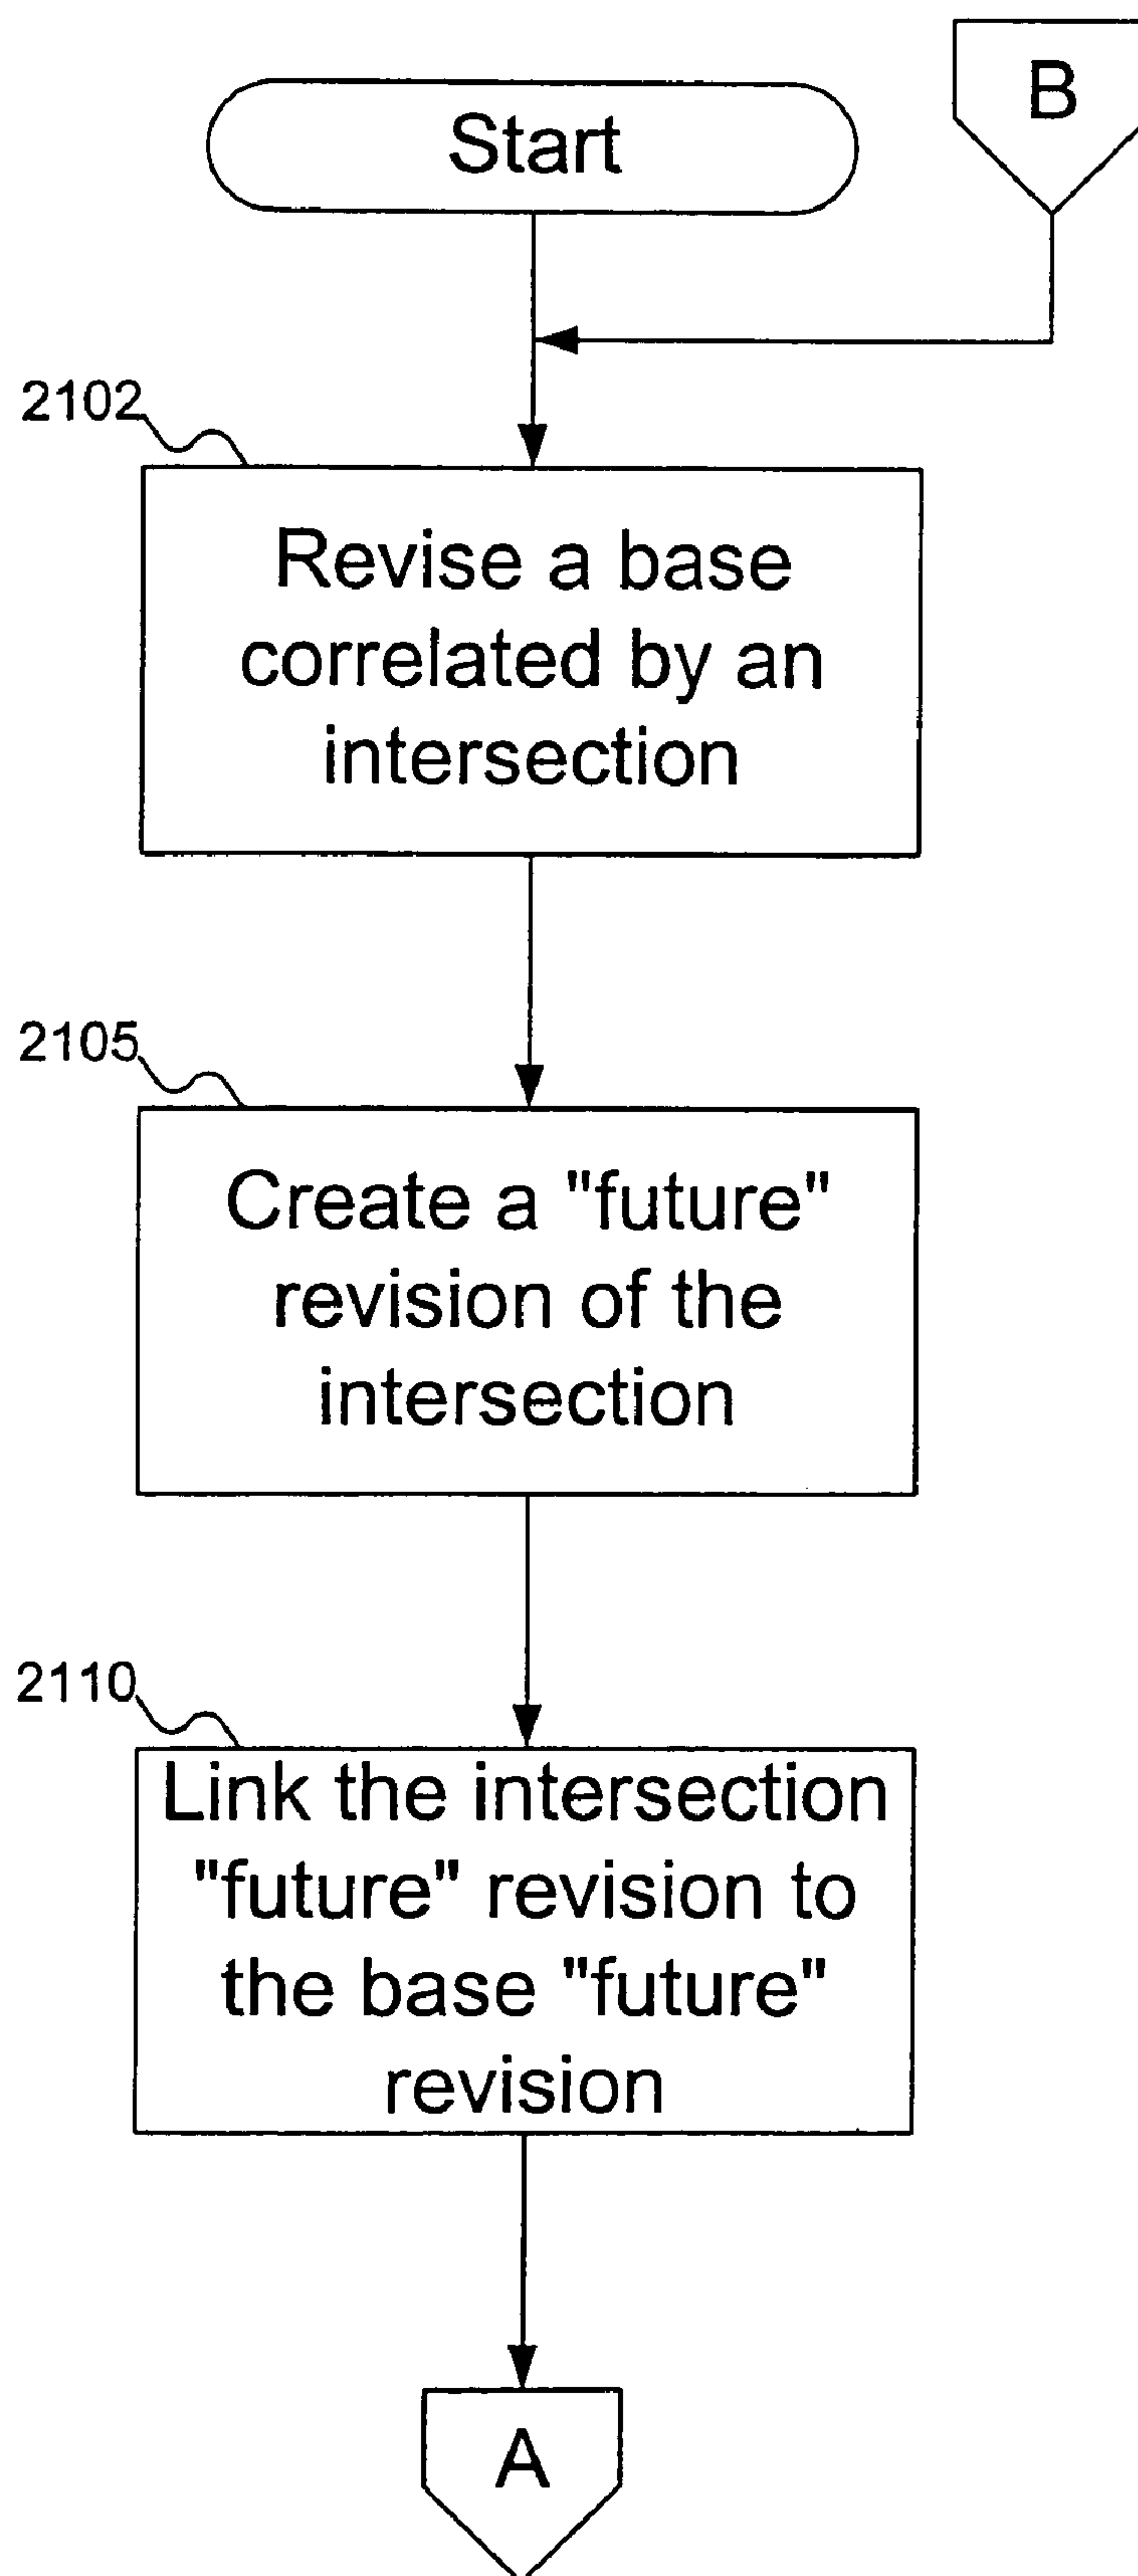 B
Start
2102
Revise a base
correlated by an
intersection
2105
Create a "future"
revision of the
intersection
2110
Link the intersection
"future" revision to
the base "future"
revision
A